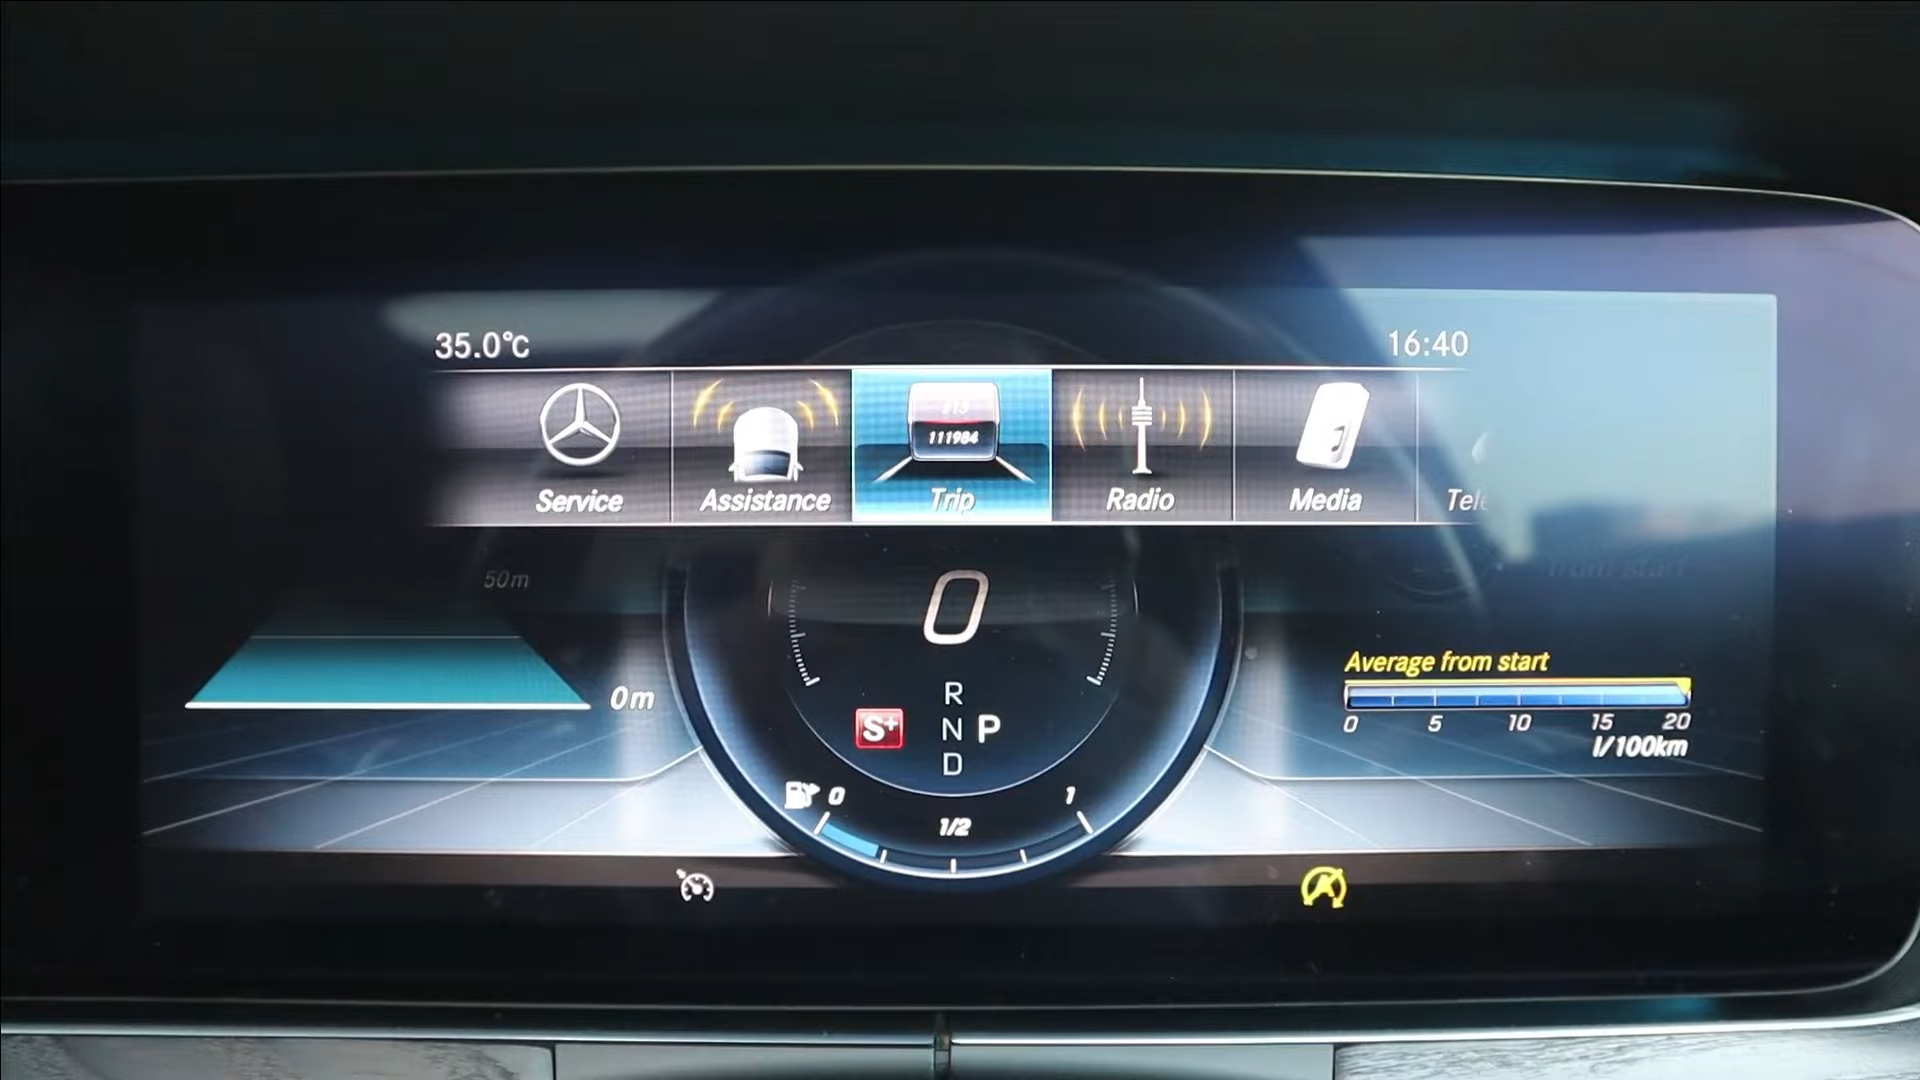 35.0°C
16:40
111984
Service
Assistance
Trip
Radio
Media
Tele
50m
0m
0
R
N
D
P
S+
0
1/2
1
Average from start
0 5 10 15 20
l/100km